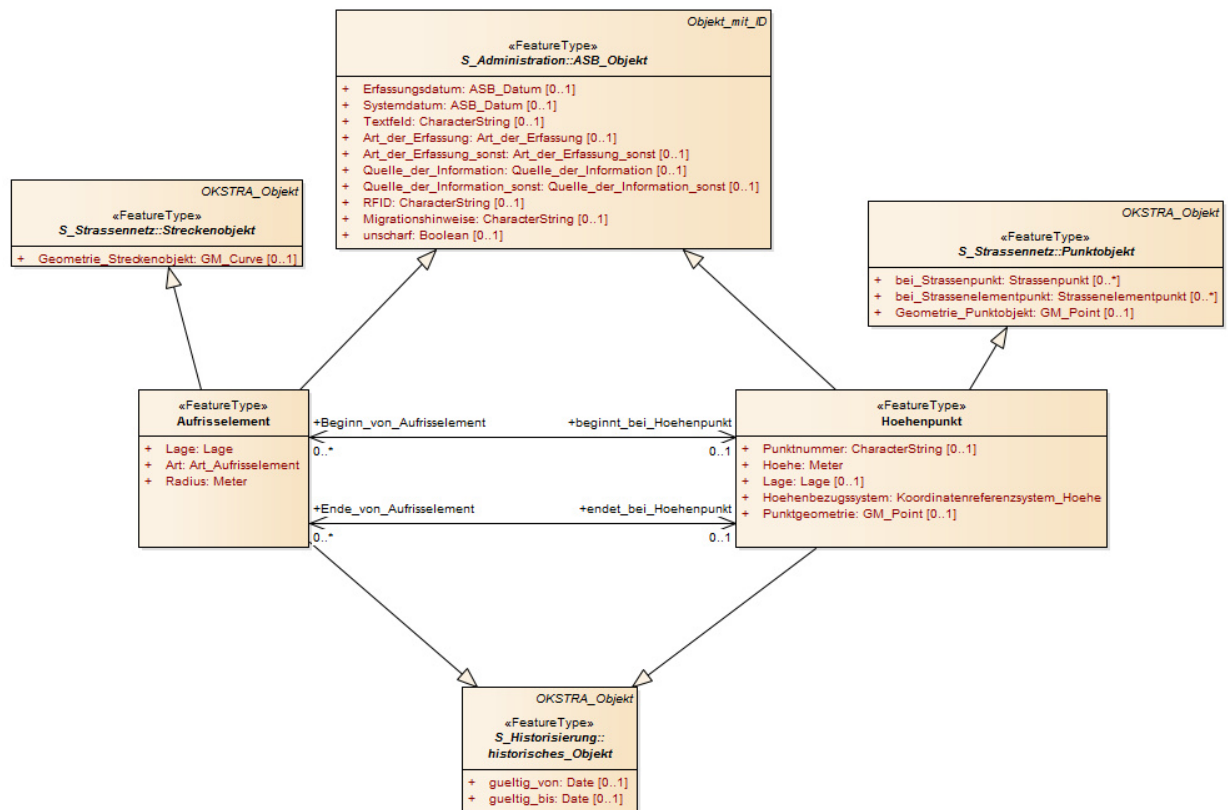 Objekt_mit_ID
«FeatureType»
S_Administration::ASB_Objekt
+ Erfassungsdatum: ASB_Datum [0..1]
+ Systemdatum: ASB_Datum [0..1]
+ Textfeld: CharacterString [0..1]
+ Art_der_Erfassung: Art_der_Erfassung [0..1]
+ Art_der_Erfassung_sonst: Art_der_Erfassung_sonst [0..1]
+ Quelle_der_Information: Quelle_der_Information [0..1]
+ Quelle_der_Information_sonst: Quelle_der_Information_sonst [0..1]
+ RFID: CharacterString [0..1]
+ Migrationshinweise: CharacterString [0..1]
+ unscharf: Boolean [0..1]
OKSTRA_Objekt
«FeatureType»
S_Strassennetz::Streckenobjekt
+ Geometrie_Streckenobjekt: GM_Curve [0..1]
OKSTRA_Objekt
«FeatureType»
S_Strassennetz::Punktobjekt
+ bei_Strassenpunkt: Strassenpunkt [0..*]
+ bei_Strassenelementpunkt: Strassenelementpunkt [0..*]
+ Geometrie_Punktobjekt: GM_Point [0..1]
«FeatureType»
Aufrisselement
+ Lage: Lage
+ Art: Art_Aufrisselement
+ Radius: Meter
+Beginn_von_Aufrisselement
+beginnt_bei_Hoehenpunkt
0..*
0..1
+Ende_von_Aufrisselement
+endet_bei_Hoehenpunkt
0..*
0..1
«FeatureType»
Hoehenpunkt
+ Punktnummer: CharacterString [0..1]
+ Hoehe: Meter
+ Lage: Lage [0..1]
+ Hoehenbezugssystem: Koordinatenreferenzsystem_Hoehe
+ Punktgeometrie: GM_Point [0..1]
OKSTRA_Objekt
«FeatureType»
S_Historisierung::
historisches_Objekt
+ gueltig_von: Date [0..1]
+ gueltig_bis: Date [0..1]